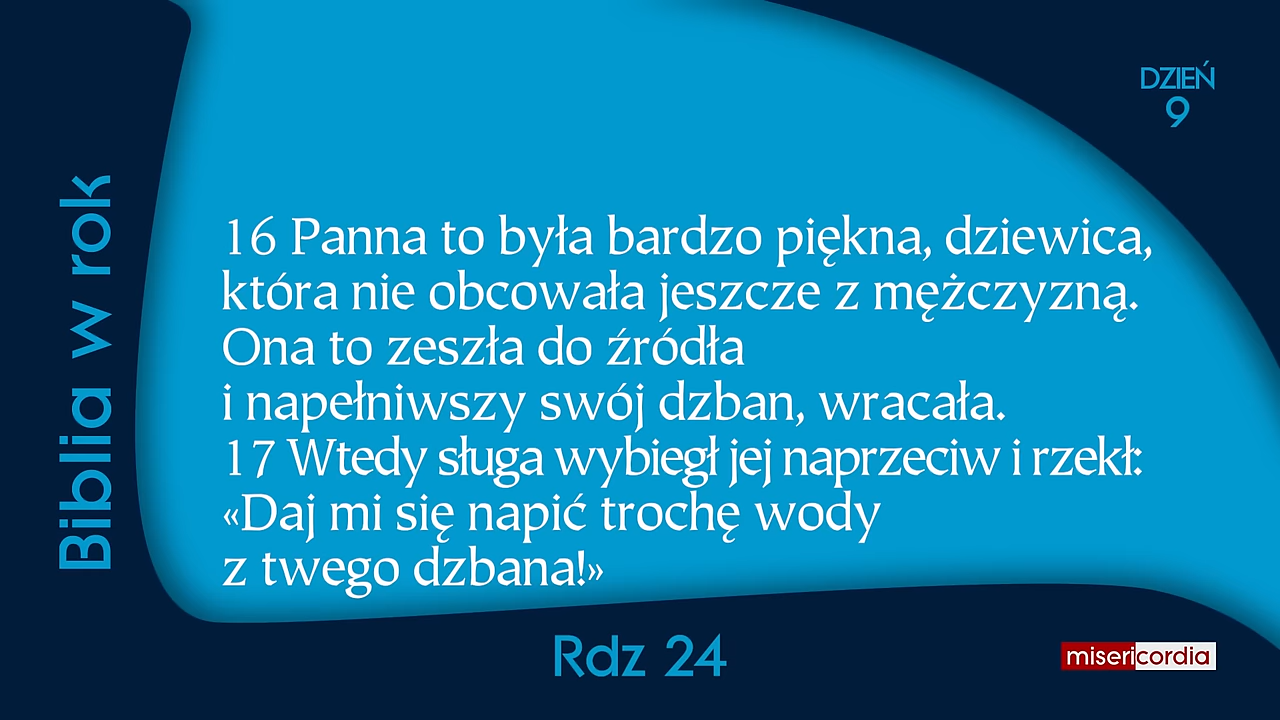 DZIEŃ
9
Biblia w rok
16 Panna to była bardzo piękna, dziewica,
która nie obcowała jeszcze z mężczyzną.
Ona to zeszła do źródła
i napełniwszy swój dzban, wracała.
17 Wtedy sługa wybiegł jej naprzeciw i rzekł:
«Daj mi się napić trochę wody
z twego dzbana!»
Rdz 24
misericordia